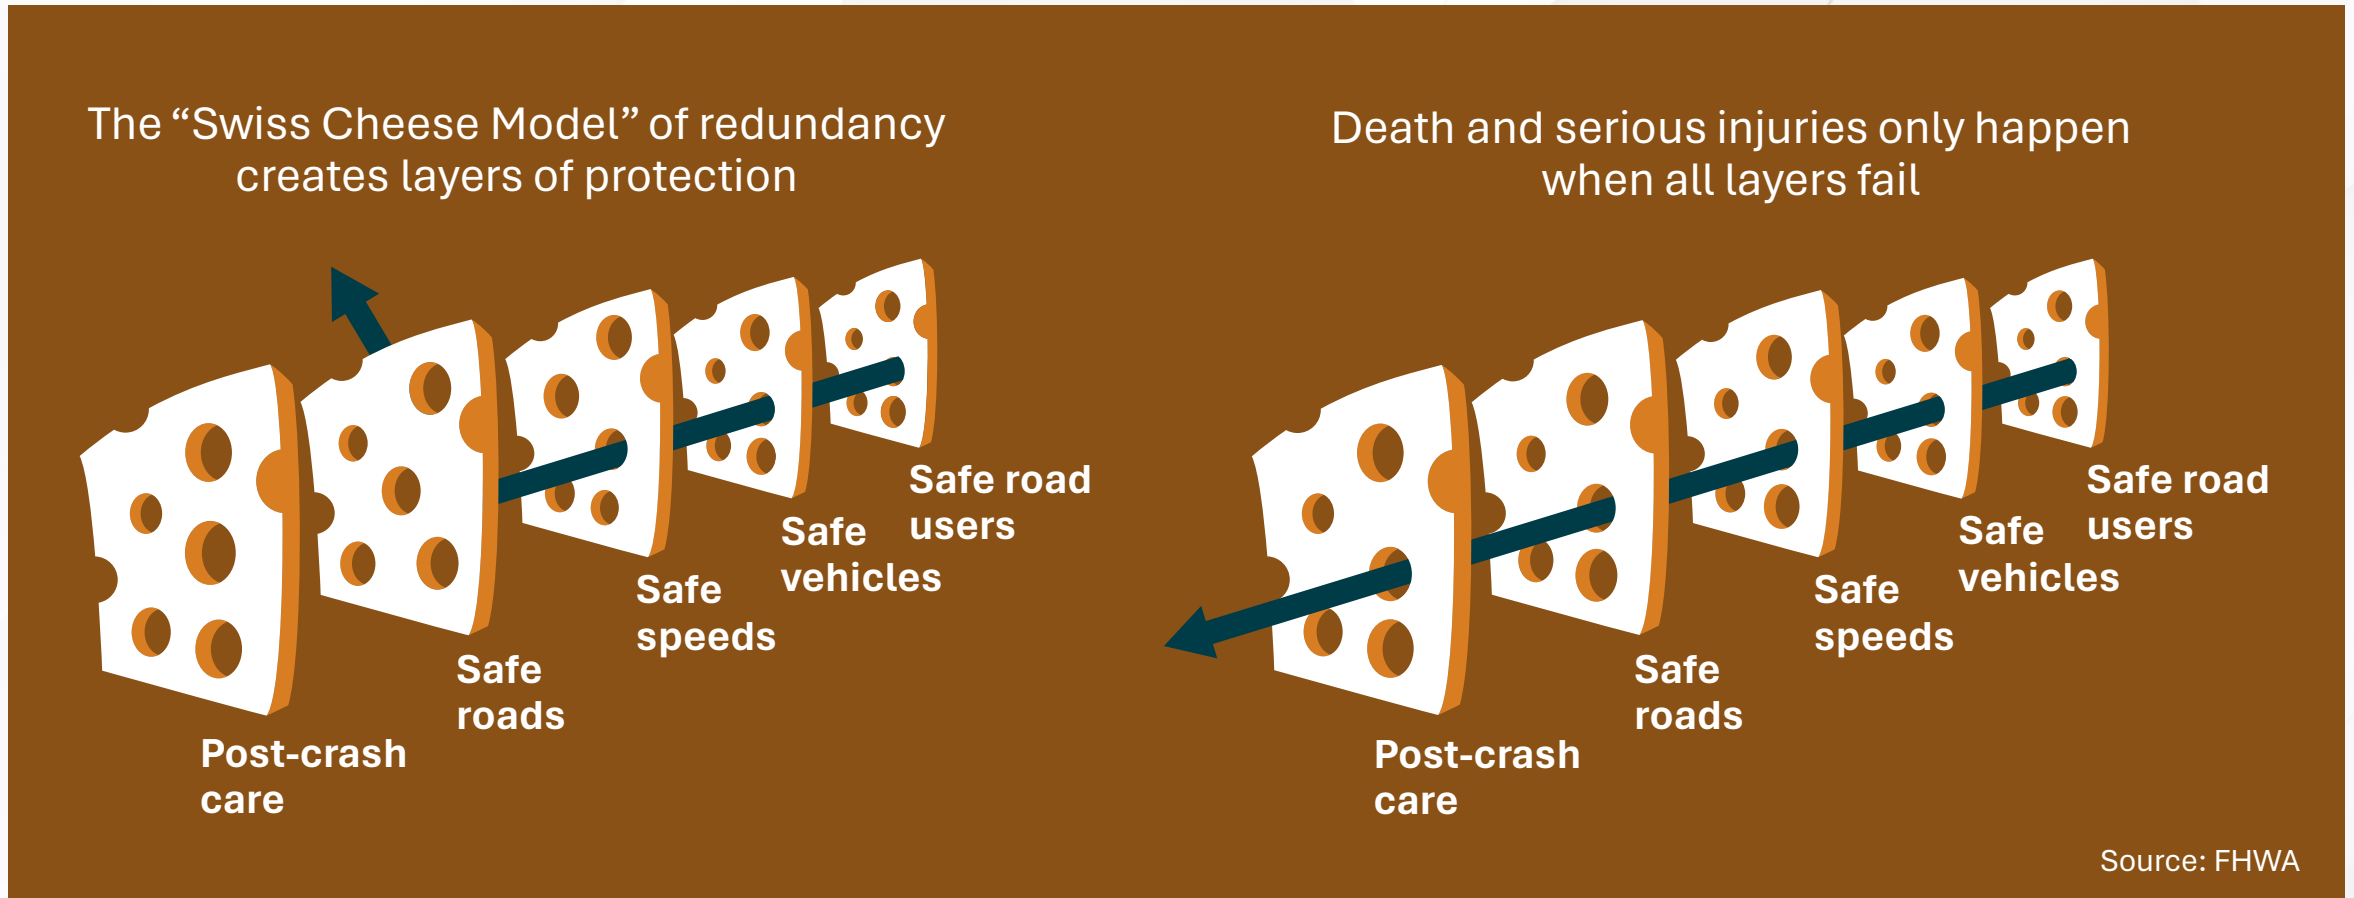 The “Swiss Cheese Model” of redundancy
creates layers of protection
Safe road
users
Safe
vehicles
Safe
speeds
Safe
roads
Post-crash
care
Death and serious injuries only happen
when all layers fail
Safe road
users
Safe
vehicles
Safe
speeds
Safe
roads
Post-crash
care
Source: FHWA